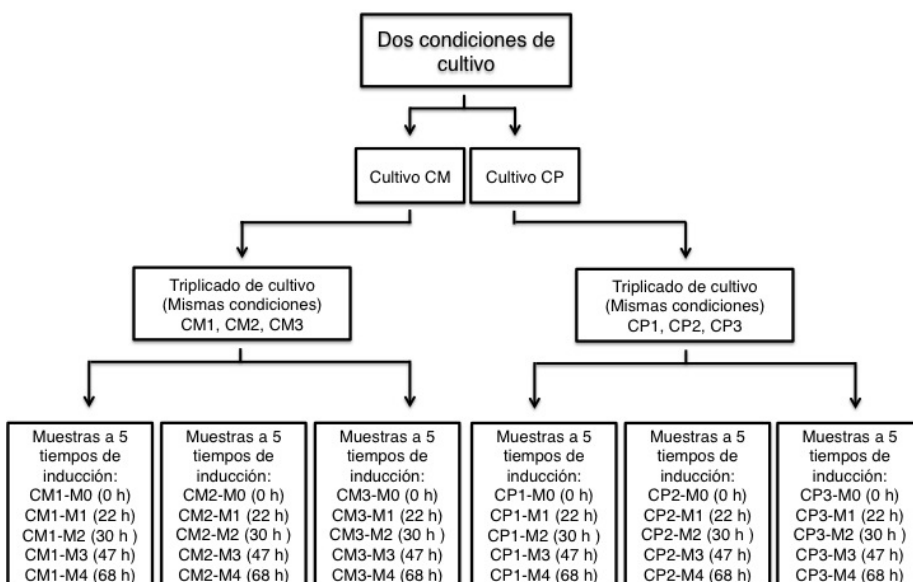 Dos condiciones de
cultivo
Cultivo CM
Cultivo CP
Triplicado de cultivo
(Mismas condiciones)
CM1, CM2, CM3
Triplicado de cultivo
(Mismas condiciones)
CP1, CP2, CP3
Muestras a 5
tiempos de
inducción:
CM1-M0 (0 h)
CM1-M1 (22 h)
CM1-M2 (30 h )
CM1-M3 (47 h)
CM1-M4 (68 h)
Muestras a 5
tiempos de
inducción:
CM2-M0 (0 h)
CM2-M1 (22 h)
CM2-M2 (30 h )
CM2-M3 (47 h)
CM2-M4 (68 h)
Muestras a 5
tiempos de
inducción:
CM3-M0 (0 h)
CM3-M1 (22 h)
CM3-M2 (30 h )
CM3-M3 (47 h)
CM3-M4 (68 h)
Muestras a 5
tiempos de
inducción:
CP1-M0 (0 h)
CP1-M1 (22 h)
CP1-M2 (30 h )
CP1-M3 (47 h)
CP1-M4 (68 h)
Muestras a 5
tiempos de
inducción:
CP2-M0 (0 h)
CP2-M1 (22 h)
CP2-M2 (30 h )
CP2-M3 (47 h)
CP2-M4 (68 h)
Muestras a 5
tiempos de
inducción:
CP3-M0 (0 h)
CP3-M1 (22 h)
CP3-M2 (30 h )
CP3-M3 (47 h)
CP3-M4 (68 h)